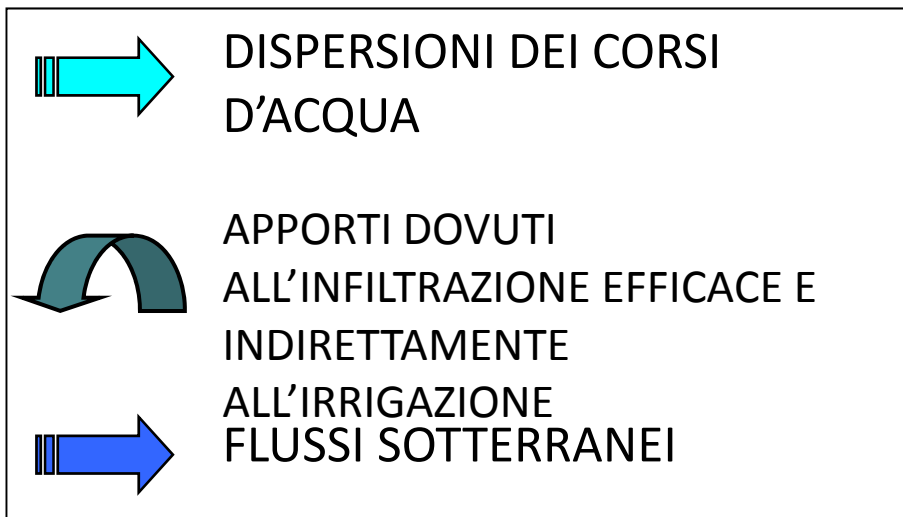 DISPERSIONI DEI CORSI
D’ACQUA
APPORTI DOVUTI
ALL’INFILTRAZIONE EFFICACE E
INDIRETTAMENTE
ALL’IRRIGAZIONE
FLUSSI SOTTERRANEI